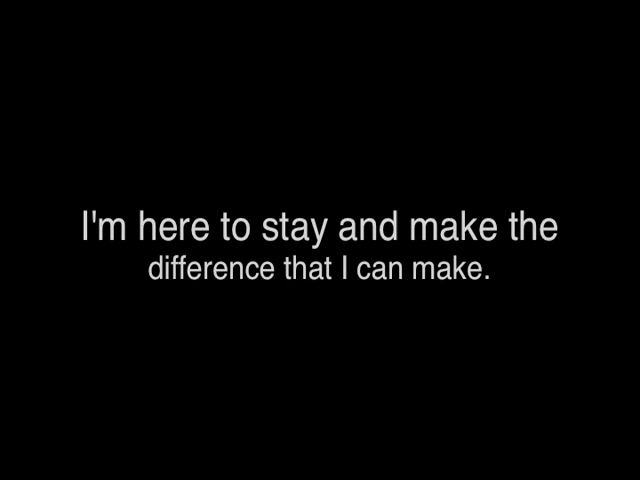 I'm here to stay and make the
difference that I can make.